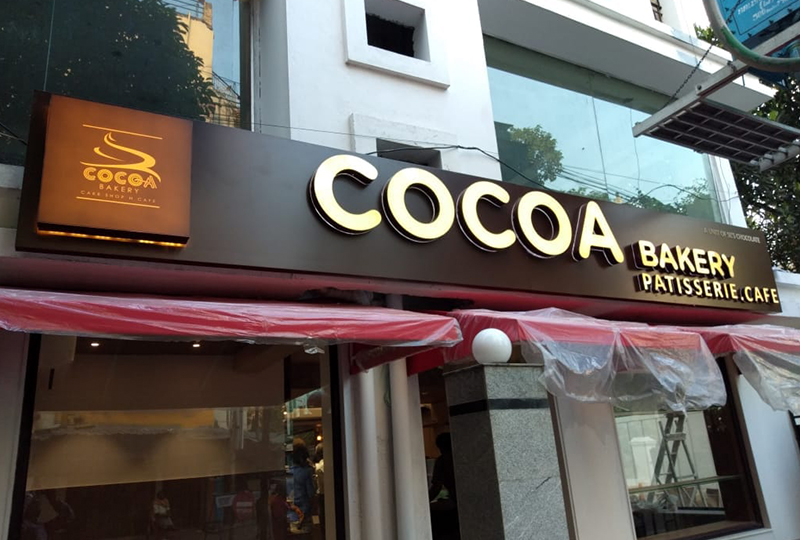 COCOA
BAKERY
CAKE SHOP N CAFE
COCOA
BAKERY
PATISSERIE.CAFE